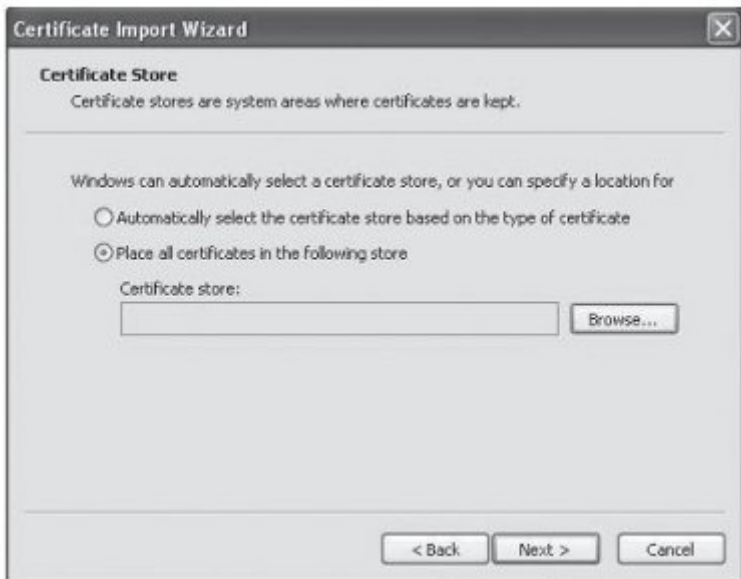 Certificate Import Wizard
Certificate Store
Certificate stores are system areas where certificates are kept.
Windows can automatically select a certificate store, or you can specify a location for
Automatically select the certificate store based on the type of certificate
Place all certificates in the following store
Certificate store:
Browse...
< Back Next > Cancel